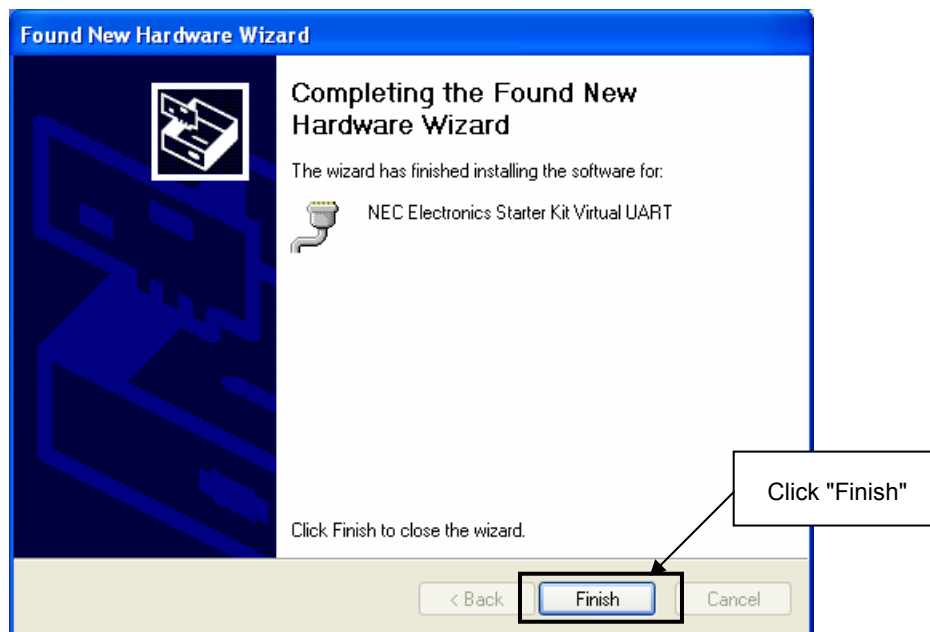 Found New Hardware Wizard
Completing the Found New
Hardware Wizard
The wizard has finished installing the software for:
NEC Electronics Starter Kit Virtual UART
Click "Finish"
Click Finish to close the wizard.
< Back
Finish
Cancel